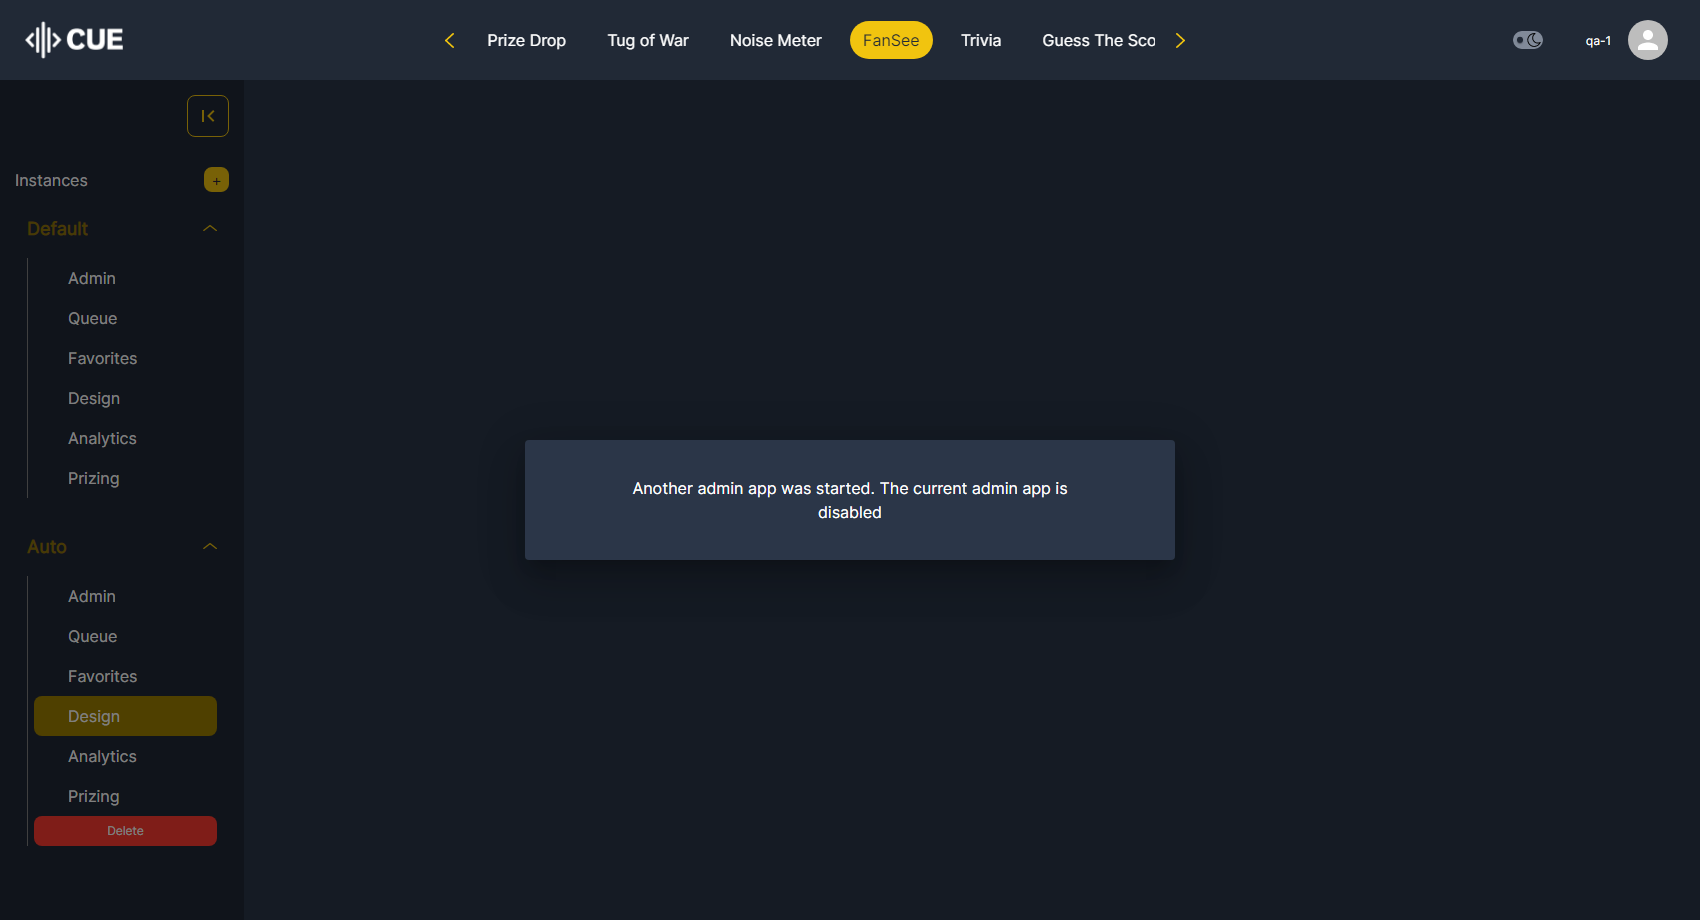 CUE
Prize Drop
Tug of War
Noise Meter
FanSee
Trivia
Guess The Sco
qa-1
Instances
+
Default
Admin
Queue
Favorites
Design
Analytics
Prizing
Auto
Admin
Queue
Favorites
Design
Analytics
Prizing
Delete
Another admin app was started. The current admin app is
disabled